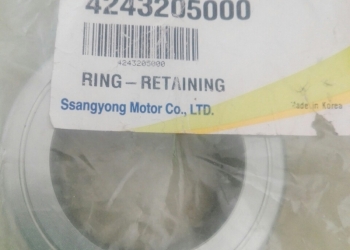 4243205000
4243205000
RING-RETAINING
Ssangyong Motor Co., LTD.
Made in Korea